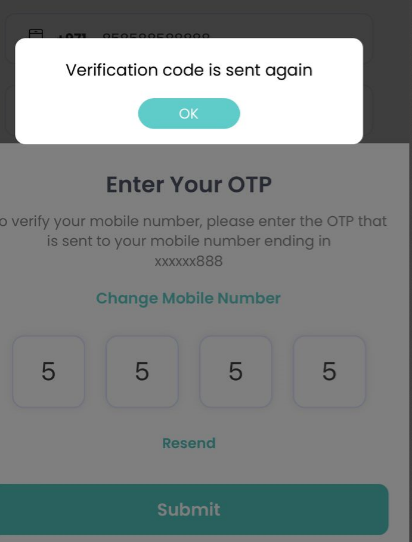 Verification code is sent again
OK
Enter Your OTP
o verify your mobile number, please enter the OTP that
is sent to your mobile number ending in
xxxxxx888
Change Mobile Number
5 5 5 5
Resend
Submit